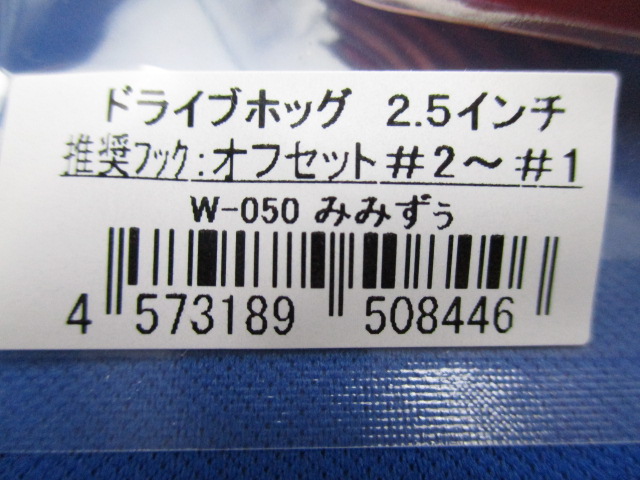 ドライブホッグ 2.5インチ
推奨フック:オフセット#2～#1
W-050 みみずぅ
4 573189 508446